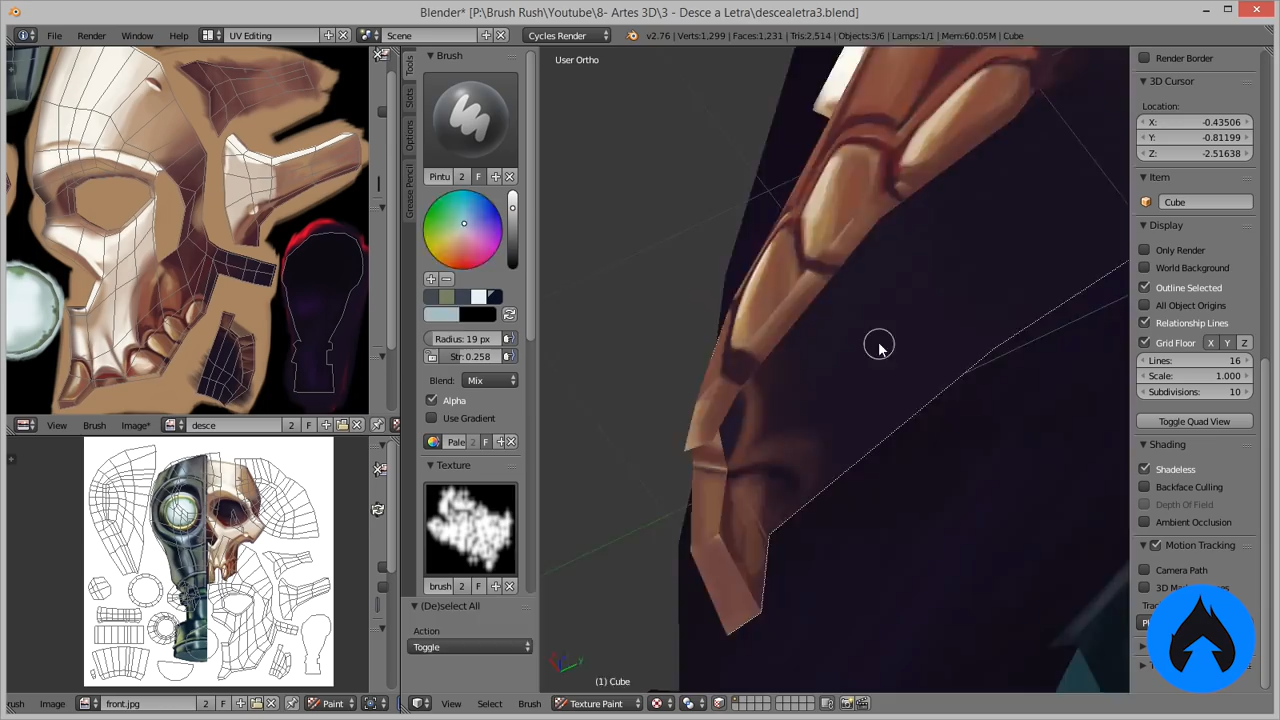 Blender* [P:\Brush Rush\Youtube\8- Artes 3D\3 - Desce a Letra\descealetra3.blend]
File Render Window Help UV Editing Scene Cycles Render v2.76 | Verts:1,299 | Faces:1,231 | Tris:2,514 | Objects:3/6 | Lamps:1/1 | Mem:60.05M | Cube
Tools
Slots
Options
Grease Pencil
Brush
Pintu 2 F
Radius: 19 px
Str: 0.258
Blend: Mix
Alpha
Use Gradient
Pale 2 F
Texture
brush 2 F
(De)select All
Action
Toggle
User Ortho
(1) Cube
Render Border
3D Cursor
Location:
X: -0.43506
Y: -0.81199
Z: -2.51638
Item
Cube
Display
Only Render
World Background
Outline Selected
All Object Origins
Relationship Lines
Grid Floor X Y Z
Lines: 16
Scale: 1.000
Subdivisions: 10
Toggle Quad View
Shading
Shadeless
Backface Culling
Depth Of Field
Ambient Occlusion
Motion Tracking
Camera Path
View Brush Image* desce 2 F
Image front.jpg 2 F Paint
View Select Brush Texture Paint